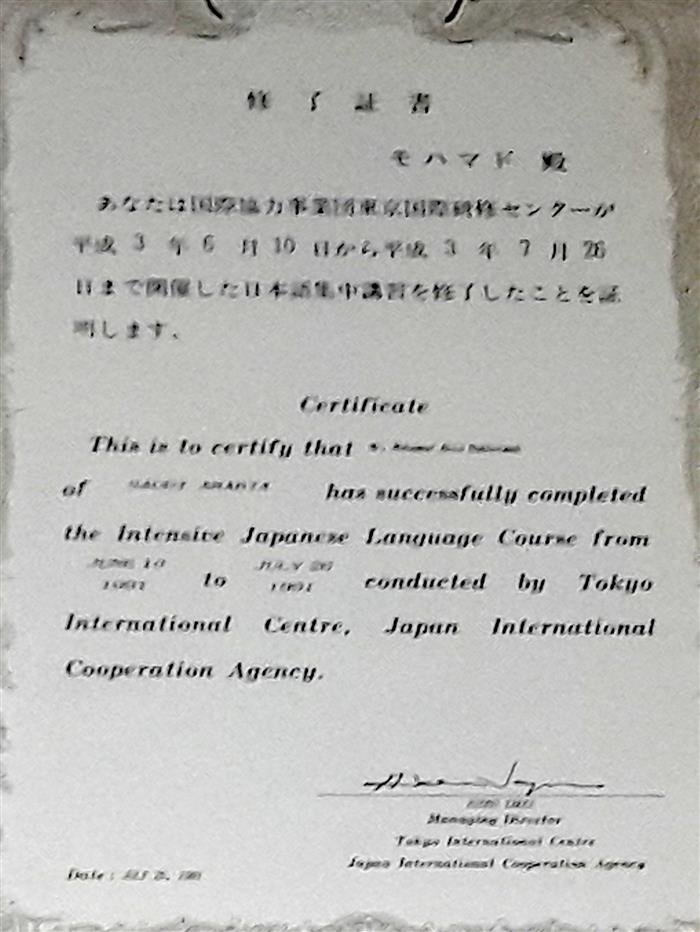 修了証書
モハマド 殿
あなたは国際協力事業団東京国際研修センターが
平成 3 年 6 月 10 日から平成 3 年 7 月 26
日まで開催した日本語集中講習を修了したことを証
明します。
Certificate
This is to certify that
of SAUDI ARABIA has successfully completed
the Intensive Japanese Language Course from
JUNE 10 1991 to JULY 26 1991 conducted by Tokyo
International Centre, Japan International
Cooperation Agency.
Managing Director
Tokyo International Centre
Japan International Cooperation Agency
Date : JULY 26, 1991